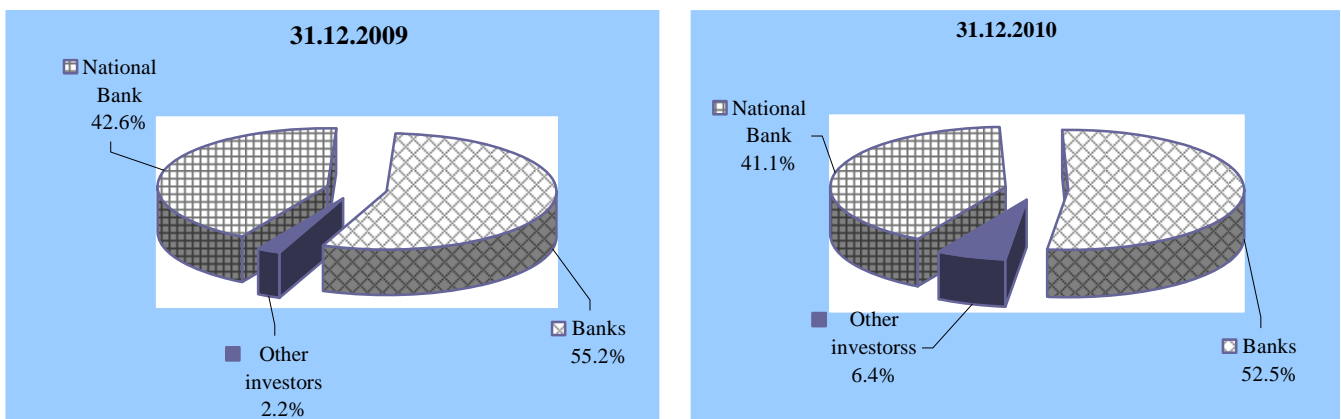 31.12.2009
National
Bank
42.6%
Other
investors
2.2%
Banks
55.2%
31.12.2010
National
Bank
41.1%
Other
investorss
6.4%
Banks
52.5%